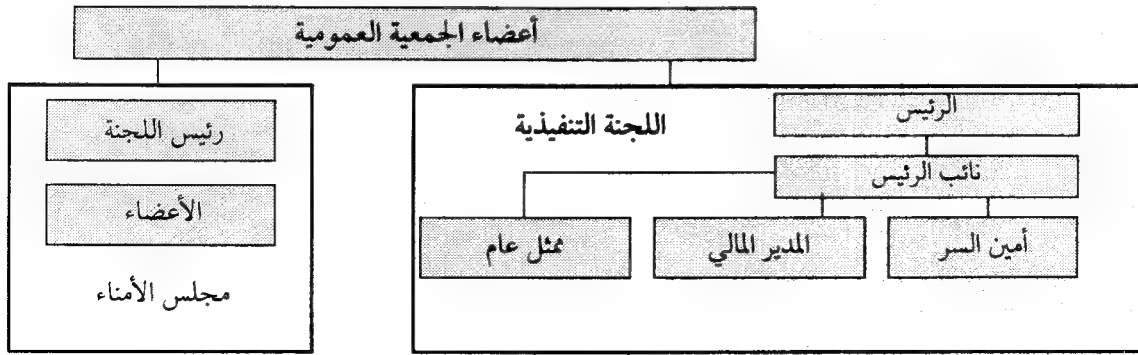 أعضاء الجمعية العمومية
اللجنة التنفيذية
الرئيس
نائب الرئيس
أمين السر
المدير المالي
ممثل عام
رئيس اللجنة
الأعضاء
مجلس الأمناء